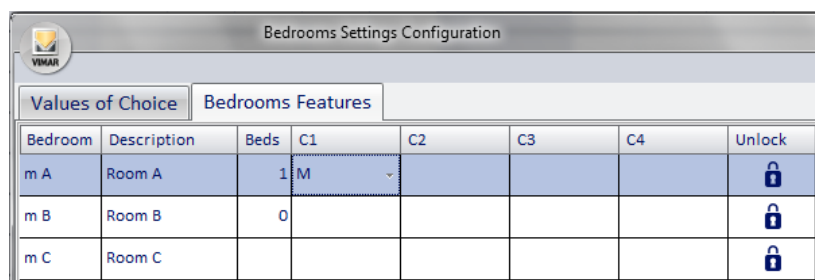 Bedrooms Settings Configuration
VIMAR
Values of Choice Bedrooms Features
Bedroom Description Beds C1 C2 C3 C4 Unlock
m A Room A 1 M
m B Room B 0
m C Room C